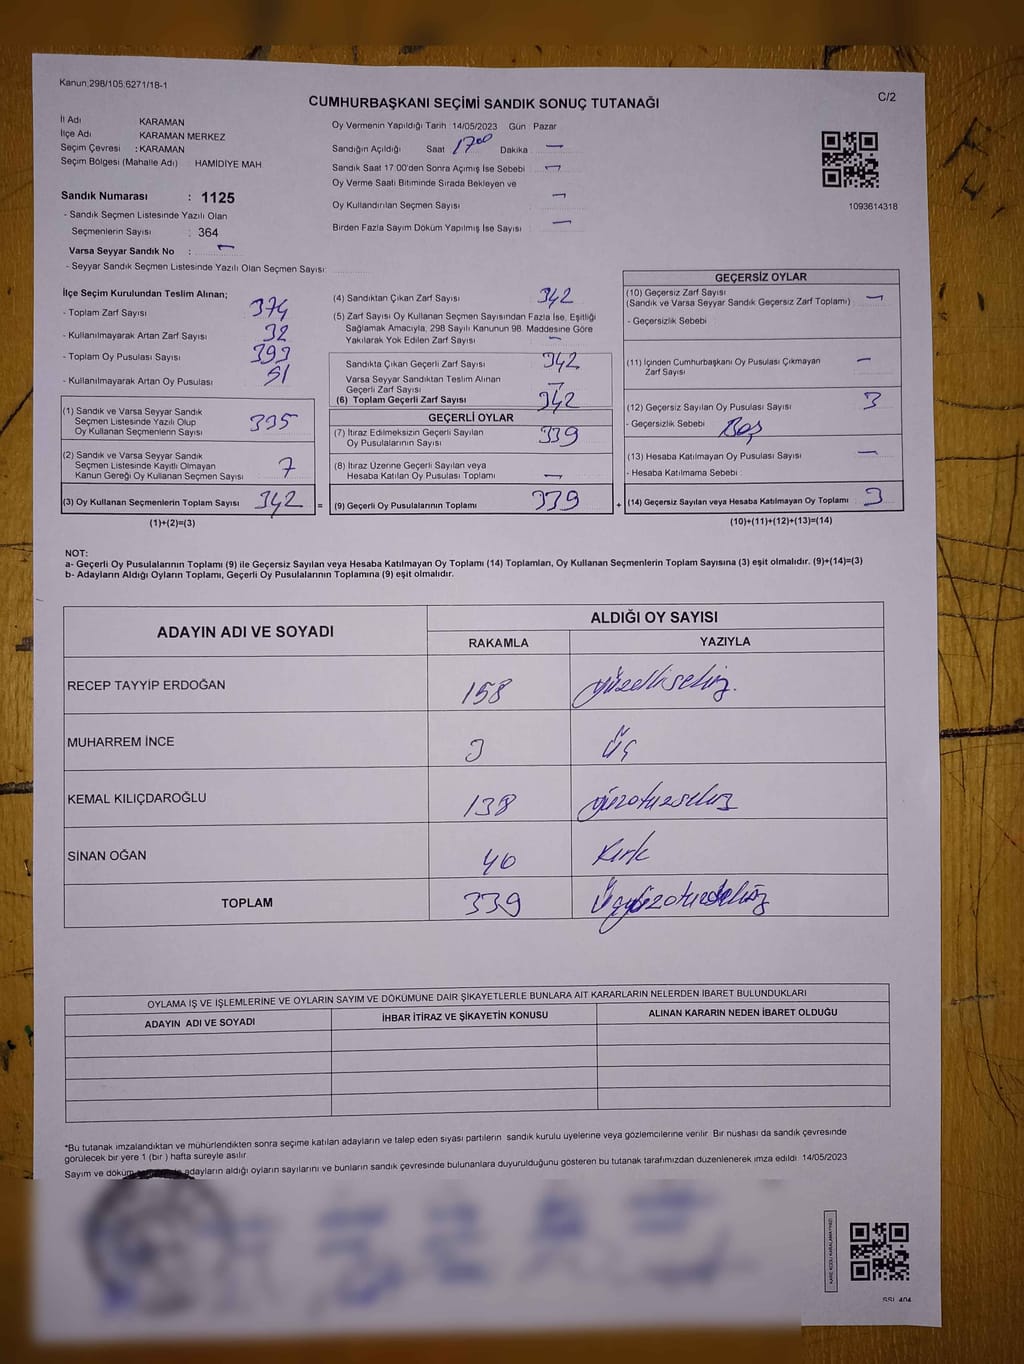 Kanun 298/105 6271/18-1
C/2
CUMHURBAŞKANI SEÇİMİ SANDIK SONUÇ TUTANAĞI
İl Adı KARAMAN
İlçe Adı KARAMAN MERKEZ
Seçim Çevresi : KARAMAN
Seçim Bölgesi (Mahalle Adı) HAMIDIYE MAH
Sandık Numarası : 1125
- Sandık Seçmen Listesinde Yazılı Olan
Seçmenlerin Sayısı : 364
Varsa Seyyar Sandık No : —
- Seyyar Sandık Seçmen Listesinde Yazılı Olan Seçmen Sayısı:
Oy Vermenin Yapıldığı Tarih 14/05/2023 Gün Pazar
Sandığın Açıldığı Saat 1700 Dakika —
Sandık Saat 17 00'den Sonra Açımış İse Sebebi —
Oy Verme Saati Bitiminde Sırada Bekleyen ve
Oy Kullandırılan Seçmen Sayısı —
Birden Fazla Sayım Döküm Yapılmış İse Sayısı —
1093614318
İlçe Seçim Kurulundan Teslim Alınan;
- Toplam Zarf Sayısı 374
- Kullanılmayarak Artan Zarf Sayısı 32
- Toplam Oy Pusulası Sayısı 393
- Kullanılmayarak Artan Oy Pusulası 51
(1) Sandık ve Varsa Seyyar Sandık
Seçmen Listesinde Yazılı Olup
Oy Kullanan Seçmenlerin Sayısı 335
(2) Sandık ve Varsa Seyyar Sandık
Seçmen Listesinde Kayıtlı Olmayan
Kanun Gereği Oy Kullanan Seçmen Sayısı 7
(3) Oy Kullanan Seçmenlerin Toplam Sayısı 342 =
(1)+(2)=(3)
(4) Sandıktan Çıkan Zarf Sayısı 342
(5) Zarf Sayısı Oy Kullanan Seçmen Sayısından Fazla İse, Eşitliği
Sağlamak Amacıyla, 298 Sayılı Kanunun 98. Maddesine Göre
Yakılarak Yok Edilen Zarf Sayısı —
Sandıkta Çıkan Geçerli Zarf Sayısı 342
Varsa Seyyar Sandıktan Teslim Alınan
Geçerli Zarf Sayısı —
(6) Toplam Geçerli Zarf Sayısı 342
GEÇERLİ OYLAR
(7) İtiraz Edilmeksizin Geçerli Sayılan
Oy Pusulalarının Sayısı 339
(8) İtiraz Üzerine Geçerli Sayılan veya
Hesaba Katılan Oy Pusulası Toplamı —
(9) Geçerli Oy Pusulalarının Toplamı 339 +
GEÇERSİZ OYLAR
(10) Geçersiz Zarf Sayısı
(Sandık ve Varsa Seyyar Sandık Geçersiz Zarf Toplamı) —
- Geçersizlik Sebebi
(11) İçinden Cumhurbaşkanı Oy Pusulası Çıkmayan
Zarf Sayısı —
(12) Geçersiz Sayılan Oy Pusulası Sayısı 3
- Geçersizlik Sebebi Boş
(13) Hesaba Katılmayan Oy Pusulası Sayısı —
- Hesaba Katılmama Sebebi :
(14) Geçersiz Sayılan veya Hesaba Katılmayan Oy Toplamı 3
(10)+(11)+(12)+(13)=(14)
NOT:
a- Geçerli Oy Pusulalarının Toplamı (9) ile Geçersiz Sayılan veya Hesaba Katılmayan Oy Toplamı (14) Toplamları, Oy Kullanan Seçmenlerin Toplam Sayısına (3) eşit olmalıdır. (9)+(14)=(3)
b- Adayların Aldığı Oyların Toplamı, Geçerli Oy Pusulalarının Toplamına (9) eşit olmalıdır.
ADAYIN ADI VE SOYADI
ALDIĞI OY SAYISI
RAKAMLA YAZIYLA
RECEP TAYYİP ERDOĞAN 158 yüzellisekiz.
MUHARREM İNCE 3 Üç
KEMAL KILIÇDAROĞLU 138 yüzotuzsekiz
SİNAN OĞAN 40 Kırk
TOPLAM 339
OYLAMA İŞ VE İŞLEMLERİNE VE OYLARIN SAYIM VE DÖKÜMÜNE DAİR ŞİKAYETLERLE BUNLARA AİT KARARLARIN NELERDEN İBARET BULUNDUKLARI
ADAYIN ADI VE SOYADI İHBAR İTİRAZ VE ŞİKAYETİN KONUSU ALINAN KARARIN NEDEN İBARET OLDUĞU
*Bu tutanak imzalandıktan ve mühürlendikten sonra seçime katılan adayların ve talep eden siyası partilerin sandık kurulu üyelerine veya gözlemcilerine verilir Bir nüshası da sandık çevresinde
görülecek bir yere 1 (bir ) hafta süreyle asılır
Sayım ve döküm adayların aldığı oyların sayılarını ve bunların sandık çevresinde bulunanlara duyurulduğunu gösteren bu tutanak tarafımızdan düzenlenerek imza edildi 14/05/2023